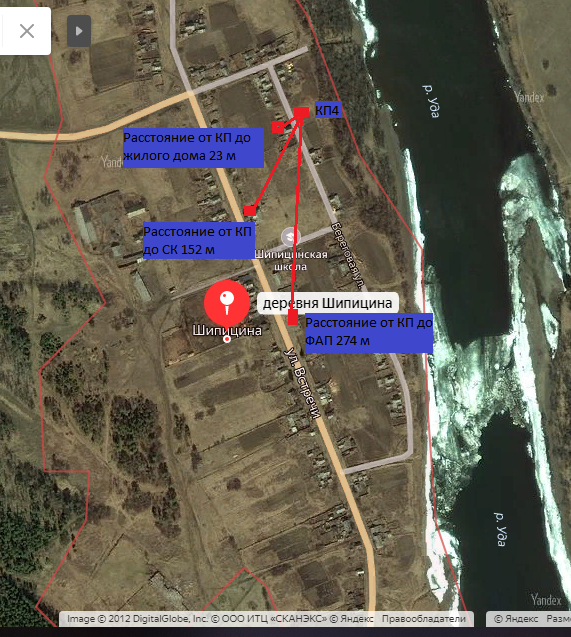 р. Уда
Yandex
КП4
Расстояние от КП до
жилого дома 23 м
Yand
Расстояние от КП
до СК 152 м
Береговая ул.
Шипицинская
школа
деревня Шипицина
Шипицина
Расстояние от КП до
ФАП 274 м
ул. Встречи
р. Уда
Yandex
Image © 2012 DigitalGlobe, Inc. © ООО ИТЦ «СКАНЭКС» © Яндекс Правообладатели
© Яндекс Разм